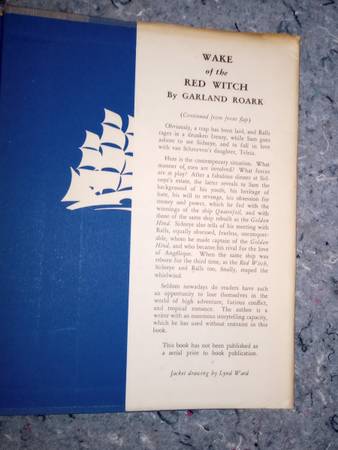 WAKE
of the
RED WITCH
By GARLAND ROARK
(Continued from front flap)
Obviously, a trap has been laid, and Ralls
rages in a drunken frenzy, while Sam goes
ashore to see Sidneye, and to fall in love
with van Schreeven's daughter, Teleia.
Here is the contemporary situation. What
manner of men are involved? What forces
are at play? After a fabulous dinner at Sid-
neye's estate, the latter reveals to Sam the
background of his youth, his heritage of
hate, his will to revenge, his obsession for
money and power, which he fed with the
winnings of the ship Quaterfoil, and with
those of the same ship rebuilt as the Golden
Hind. Sidneye also tells of his meeting with
Ralls, equally obsessed, fearless, unconquer-
able, whom he made captain of the Golden
Hind, and who became his rival for the love
of Angelique. When the same ship was
reborn for the third time, as the Red Witch,
Sidneye and Ralls too, finally, reaped the
whirlwind.
Seldom nowadays do readers have such
an opportunity to lose themselves in the
world of high adventure, furious conflict,
and tropical romance. The author is a
writer with an enormous storytelling capacity,
which he has used without restraint in this
book.
This book has not been published as
a serial prior to book publication.
Jacket drawing by Lynd Ward